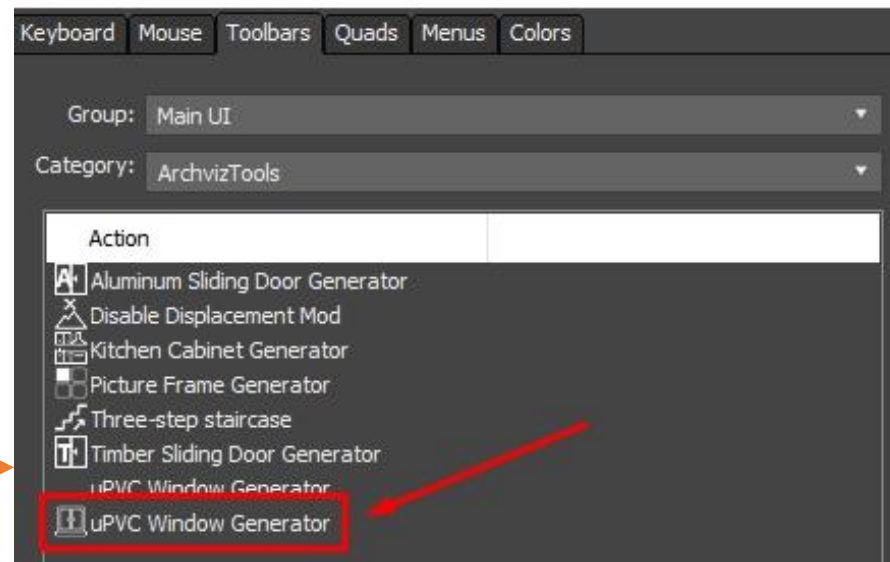 Keyboard Mouse Toolbars Quads Menus Colors
Group: Main UI
Category: ArchvizTools
Action
Aluminum Sliding Door Generator
Disable Displacement Mod
Kitchen Cabinet Generator
Picture Frame Generator
Three-step staircase
Timber Sliding Door Generator
uPVC Window Generator
uPVC Window Generator